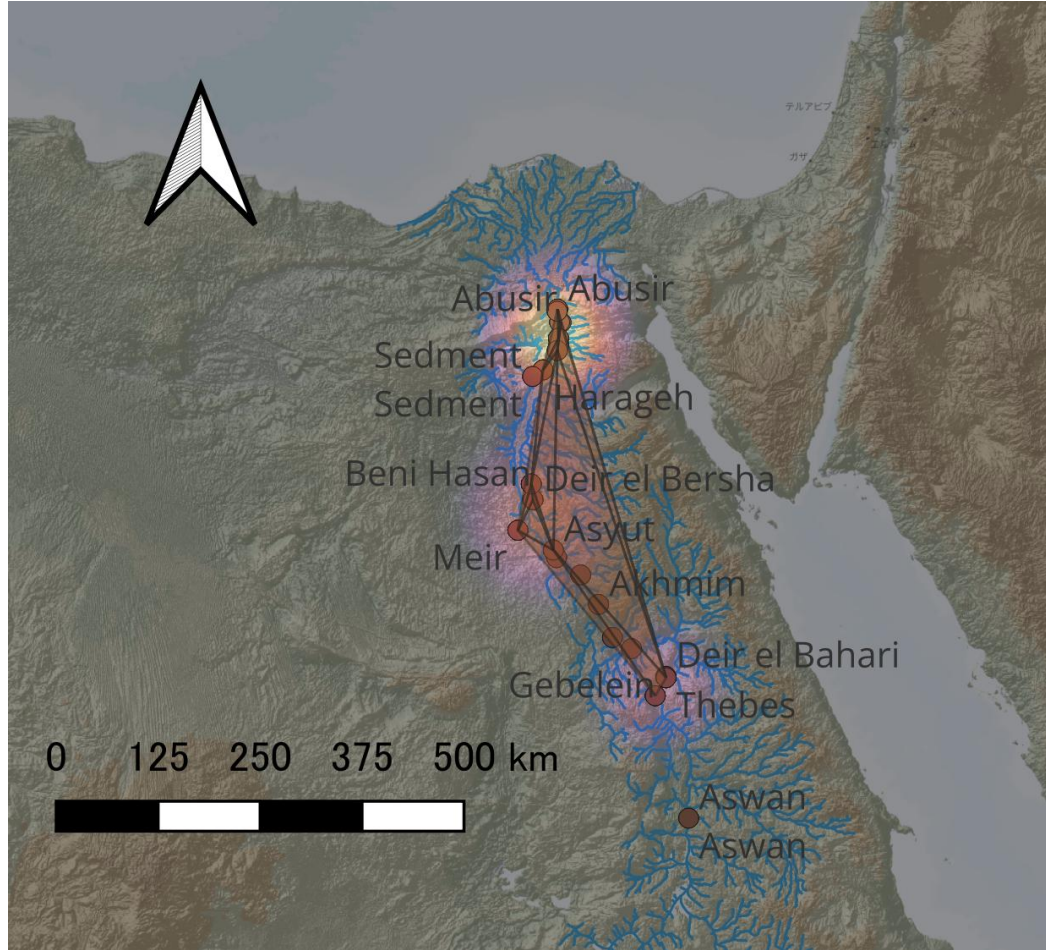 テルアビブ
ガザ
Abusir Abusir
Sedment
Sedment Harageh
Beni Hasan Deir el Bersha
Asyut
Meir
Akhmim
Deir el Bahari
Gebelein
Thebes
0 125 250 375 500 km
Aswan
Aswan